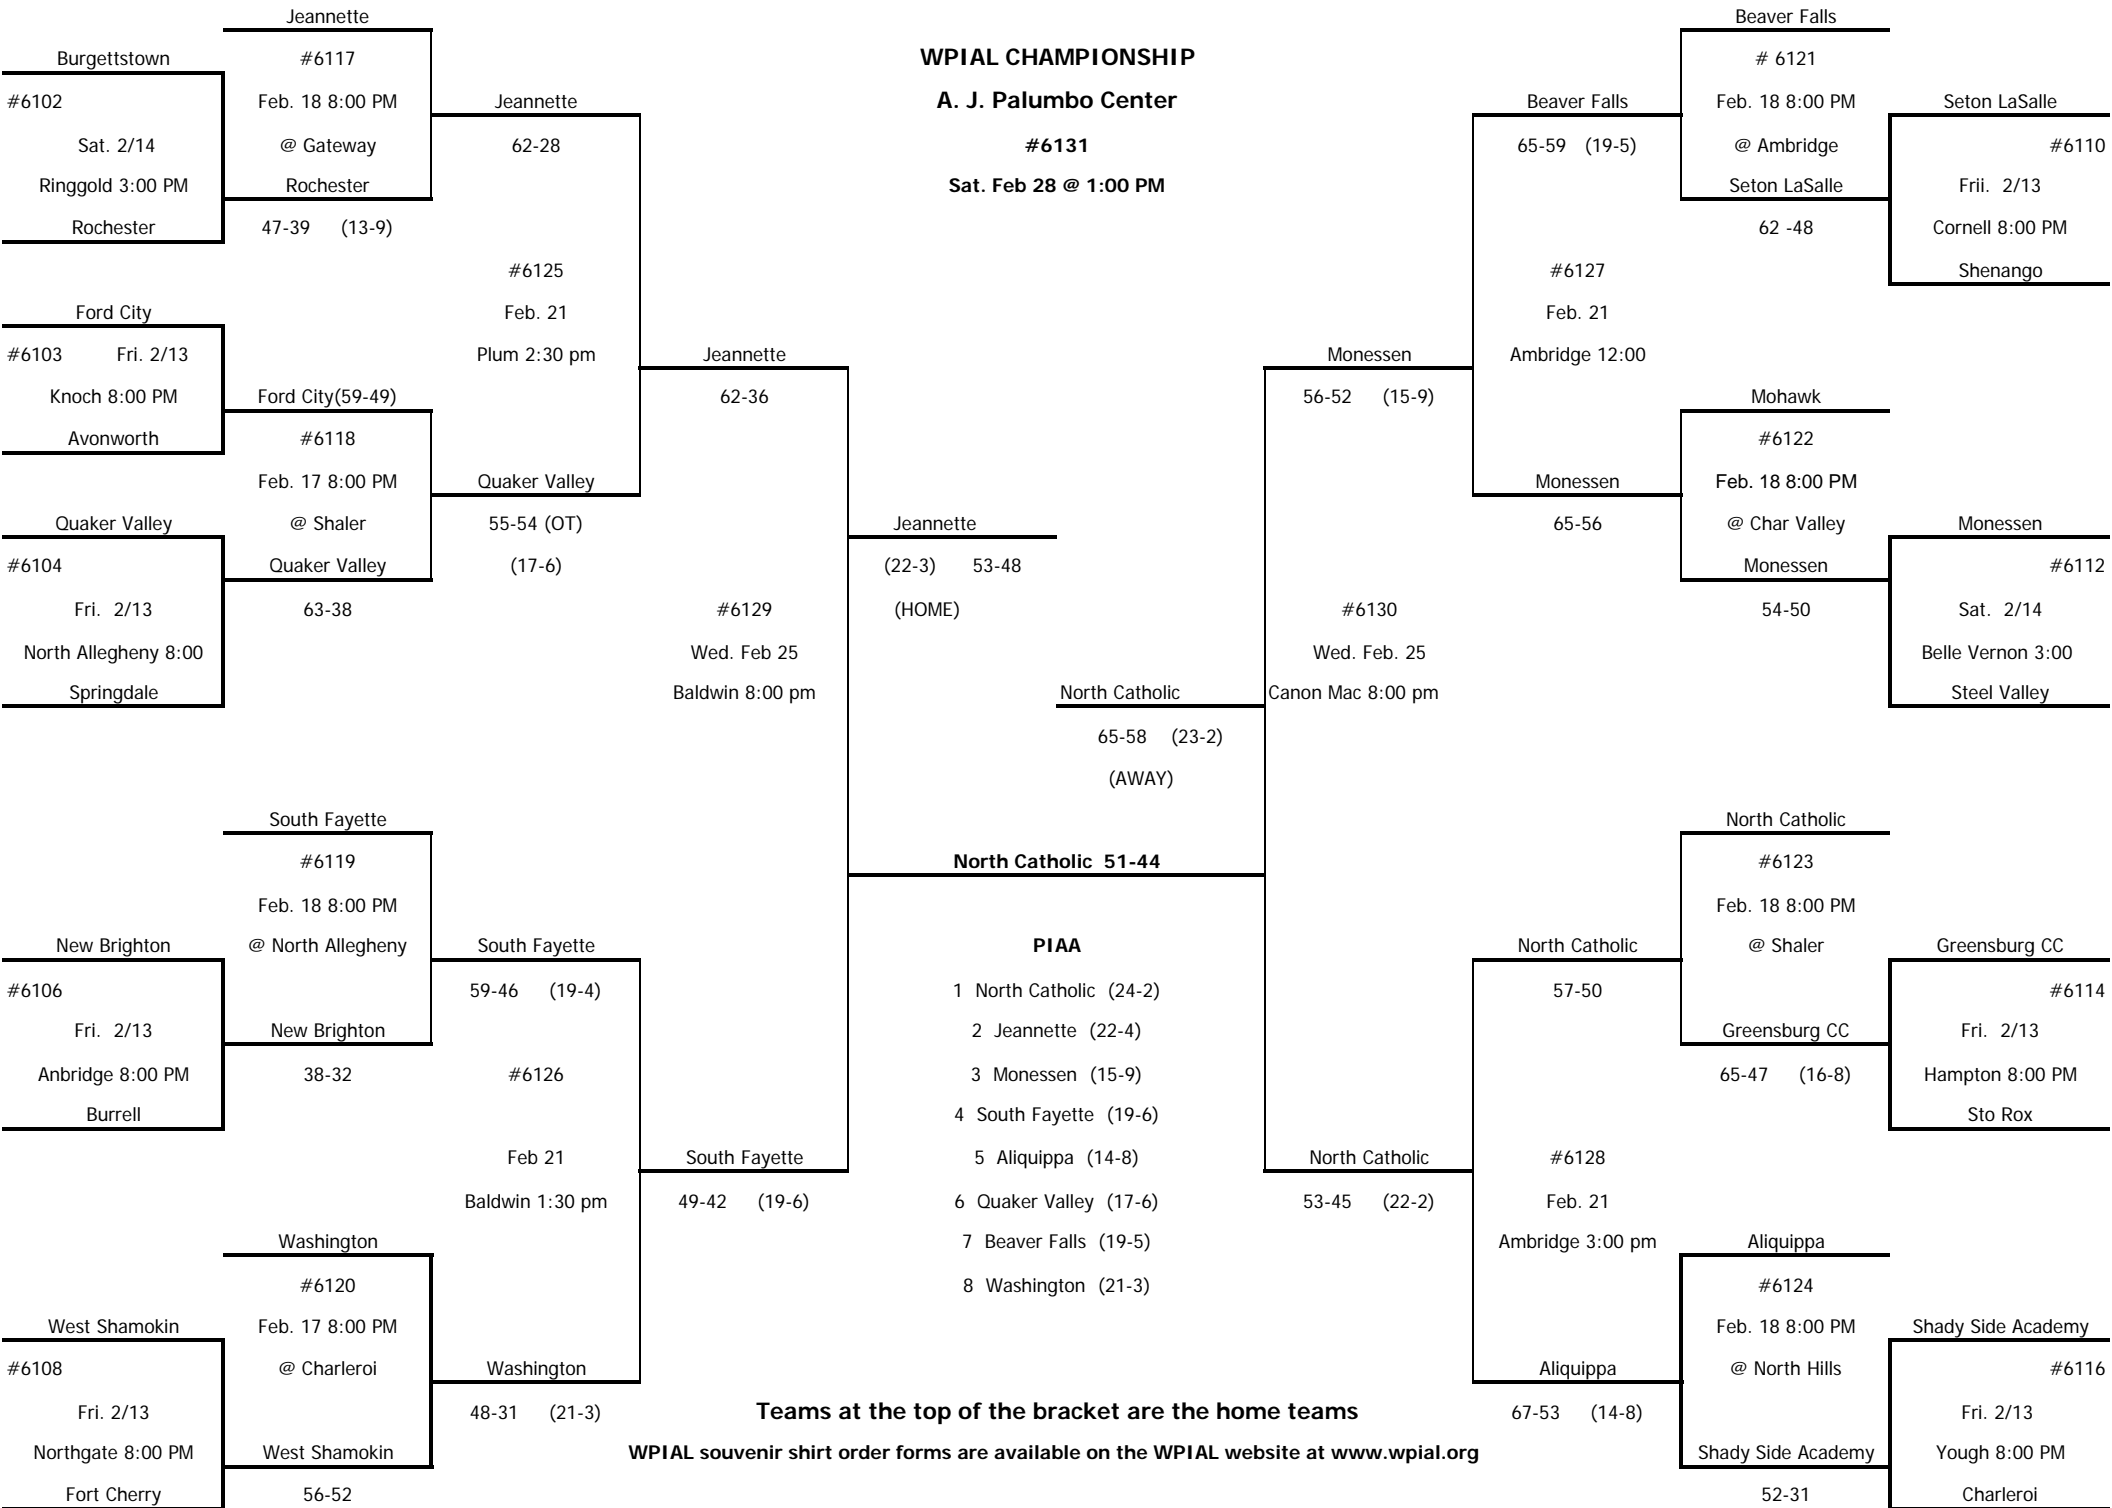 Jeannette
Burgettstown
#6117
#6102
Feb. 18 8:00 PM
Jeannette
Sat. 2/14
@ Gateway
62-28
Ringgold 3:00 PM
Rochester
Rochester
47-39 (13-9)
#6125
Ford City
Feb. 21
#6103 Fri. 2/13
Plum 2:30 pm
Jeannette
Knoch 8:00 PM
Ford City(59-49)
62-36
Avonworth
#6118
Feb. 17 8:00 PM
Quaker Valley
Quaker Valley
@ Shaler
55-54 (OT)
Jeannette
#6104
Quaker Valley
(17-6)
(22-3) 53-48
Fri. 2/13
63-38
#6129
(HOME)
North Allegheny 8:00
Wed. Feb 25
Springdale
Baldwin 8:00 pm
South Fayette
#6119
Feb. 18 8:00 PM
New Brighton
@ North Allegheny
South Fayette
#6106
59-46 (19-4)
Fri. 2/13
New Brighton
Anbridge 8:00 PM
38-32
#6126
Burrell
Feb 21
South Fayette
Baldwin 1:30 pm
49-42 (19-6)
Washington
#6120
West Shamokin
Feb. 17 8:00 PM
#6108
@ Charleroi
Washington
Fri. 2/13
48-31 (21-3)
Northgate 8:00 PM
West Shamokin
Fort Cherry
56-52
WPIAL CHAMPIONSHIP
A. J. Palumbo Center
#6131
Sat. Feb 28 @ 1:00 PM
North Catholic
65-58 (23-2)
(AWAY)
North Catholic 51-44
PIAA
1 North Catholic (24-2)
2 Jeannette (22-4)
3 Monessen (15-9)
4 South Fayette (19-6)
5 Aliquippa (14-8)
6 Quaker Valley (17-6)
7 Beaver Falls (19-5)
8 Washington (21-3)
Teams at the top of the bracket are the home teams
WPIAL souvenir shirt order forms are available on the WPIAL website at www.wpial.org
Beaver Falls
# 6121
Beaver Falls
Feb. 18 8:00 PM
Seton LaSalle
65-59 (19-5)
@ Ambridge
#6110
Seton LaSalle
Frii. 2/13
62 -48
Cornell 8:00 PM
#6127
Shenango
Feb. 21
Monessen
Ambridge 12:00
56-52 (15-9)
Mohawk
#6122
Monessen
Feb. 18 8:00 PM
65-56
@ Char Valley
Monessen
Monessen
#6112
#6130
54-50
Sat. 2/14
Wed. Feb. 25
Belle Vernon 3:00
Canon Mac 8:00 pm
Steel Valley
North Catholic
#6123
Feb. 18 8:00 PM
North Catholic
@ Shaler
Greensburg CC
57-50
#6114
Greensburg CC
Fri. 2/13
65-47 (16-8)
Hampton 8:00 PM
Sto Rox
North Catholic
#6128
53-45 (22-2)
Feb. 21
Ambridge 3:00 pm
Aliquippa
#6124
Feb. 18 8:00 PM
Shady Side Academy
Aliquippa
@ North Hills
#6116
67-53 (14-8)
Fri. 2/13
Shady Side Academy
Yough 8:00 PM
52-31
Charleroi